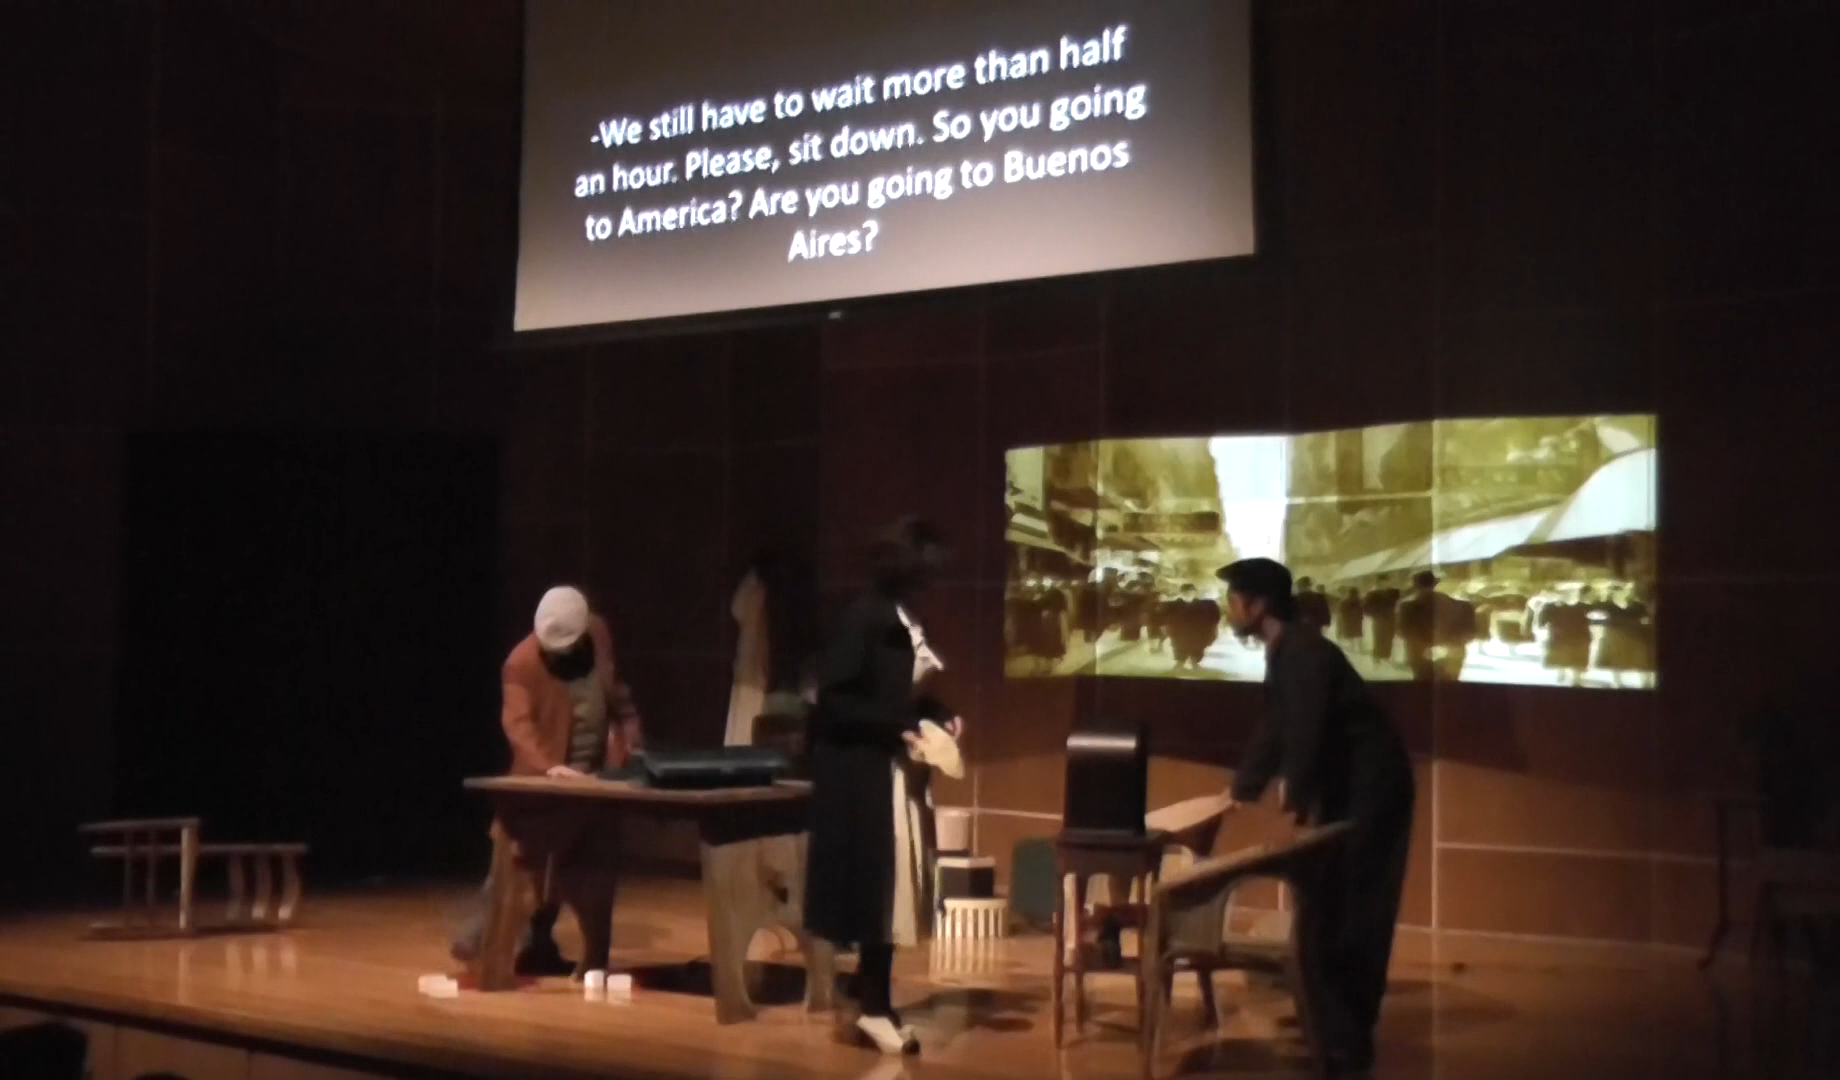 -We still have to wait more than half
an hour. Please, sit down. So you going
to America? Are you going to Buenos
Aires?